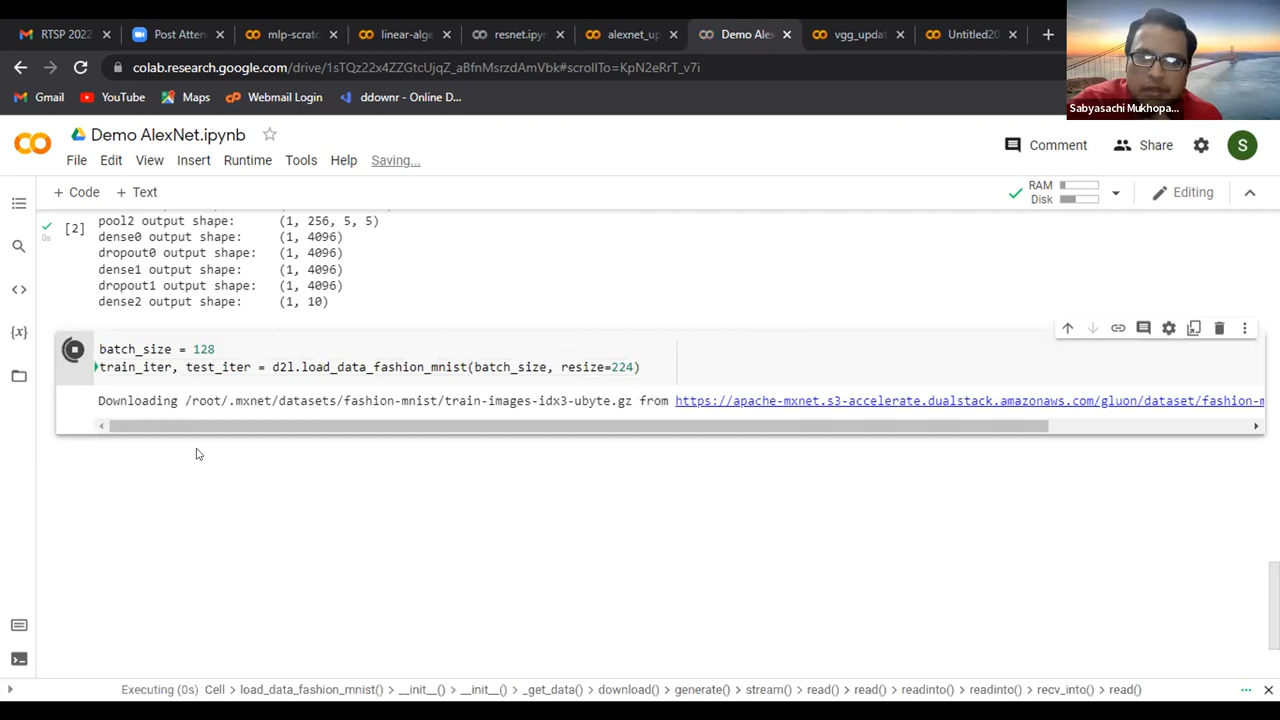 RTSP 2022
Post Atten
mlp-scratc
linear-alge
resnet.ipyn
alexnet_up
Demo Alex
vgg_updat
Untitled20
colab.research.google.com/drive/1sTQz22x4ZZGtcUjqZ_aBfnMsrzdAmVbk#scrollTo=KpN2eRrT_v7i
Gmail
YouTube
Maps
Webmail Login
ddownr - Online D...
Sabyasachi Mukhopa...
Demo AlexNet.ipynb
Comment
Share
S
File Edit View Insert Runtime Tools Help Saving...
+ Code + Text
RAM
Disk
Editing
[2]
0s
pool2 output shape: (1, 256, 5, 5)
dense0 output shape: (1, 4096)
dropout0 output shape: (1, 4096)
dense1 output shape: (1, 4096)
dropout1 output shape: (1, 4096)
dense2 output shape: (1, 10)
batch_size = 128
train_iter, test_iter = d2l.load_data_fashion_mnist(batch_size, resize=224)
Downloading /root/.mxnet/datasets/fashion-mnist/train-images-idx3-ubyte.gz from https://apache-mxnet.s3-accelerate.dualstack.amazonaws.com/gluon/dataset/fashion-m
{x}
Executing (0s) Cell > load_data_fashion_mnist() > __init__() > __init__() > _get_data() > download() > generate() > stream() > read() > read() > readinto() > readinto() > recv_into() > read()